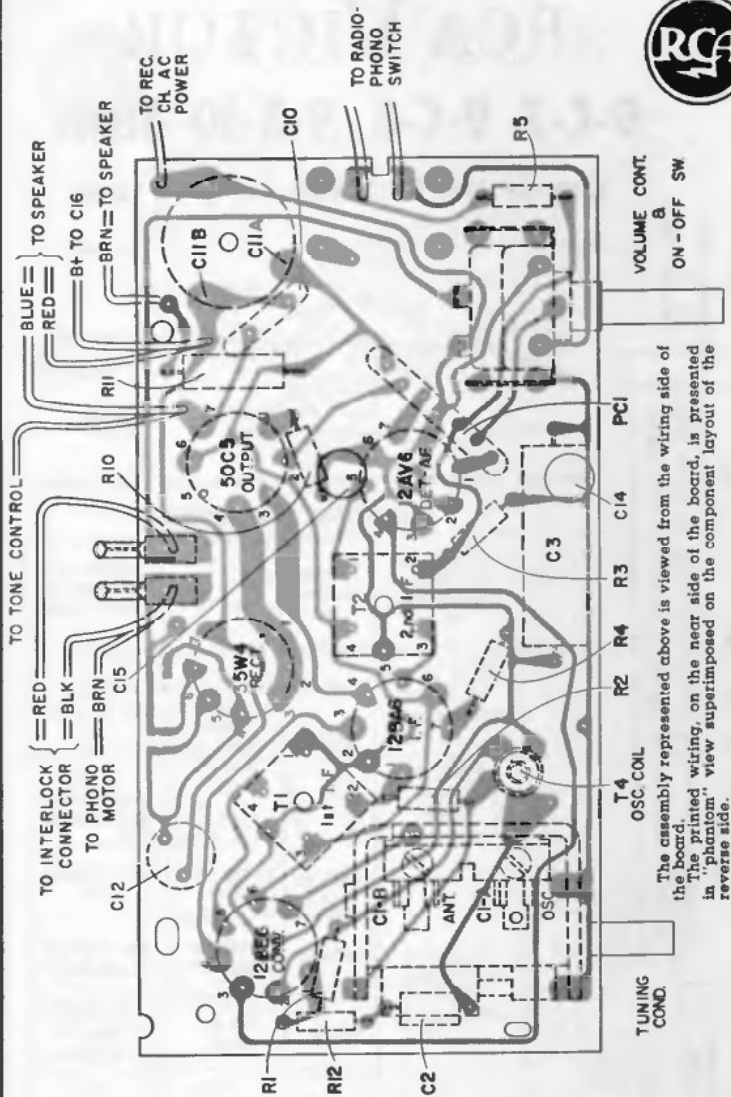 RCA
TO REC.
CH. AC
POWER
TO RADIO-
PHONO
SWITCH
TO TONE CONTROL
BLUE
RED
TO SPEAKER
B+ TO C16
BRN
TO SPEAKER
RED
BLK
TO INTERLOCK
CONNECTOR
BRN
TO PHONO
MOTOR
C12
C15
R10
R11
C11B
C11A
C10
R5
50C5
OUTPUT
35W4
RECT.
T1
1st I.F
12BE6
CONV.
12BA6
I.F.
T2
2nd I.F
12AV6
DET-AF
C1-B
ANT.
C1-A
OSC.
C3
R1
R12
C2
TUNING
COND.
T4
OSC. COIL
R2
R4
R3
C14
PC1
VOLUME CONT.
&
ON-OFF SW.
The assembly represented above is viewed from the wiring side of
the board.
The printed wiring, on the near side of the board, is presented
in "phantom" view superimposed on the component layout of the
reverse side.